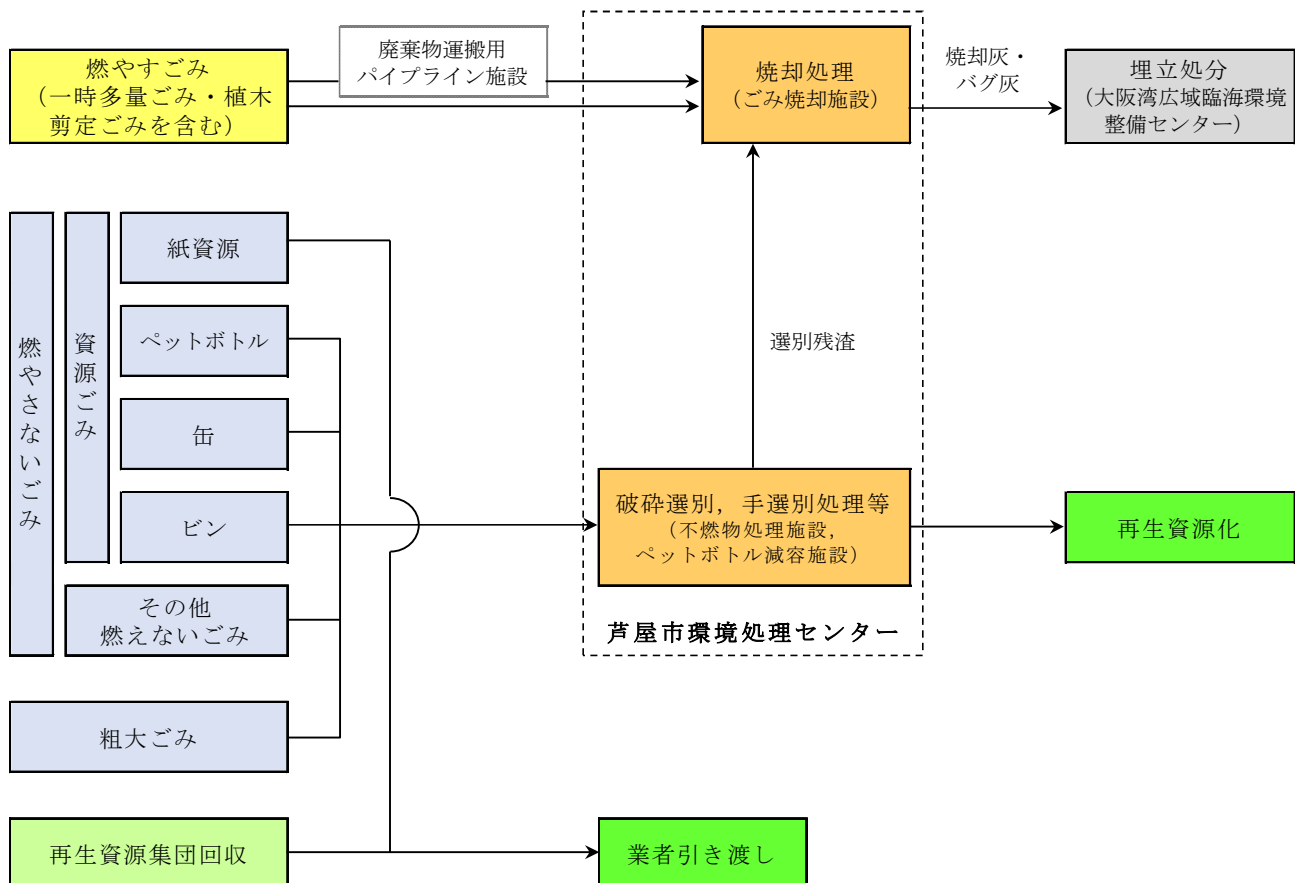 燃やすごみ
（一時多量ごみ・植木
剪定ごみを含む）
廃棄物運搬用
パイプライン施設
焼却処理
（ごみ焼却施設）
焼却灰・
バグ灰
埋立処分
（大阪湾広域臨海環境
整備センター）
燃やさないごみ
資源ごみ
紙資源
ペットボトル
缶
ビン
その他
燃えないごみ
粗大ごみ
選別残渣
破砕選別，手選別処理等
（不燃物処理施設，
ペットボトル減容施設）
芦屋市環境処理センター
再生資源化
再生資源集団回収
業者引き渡し